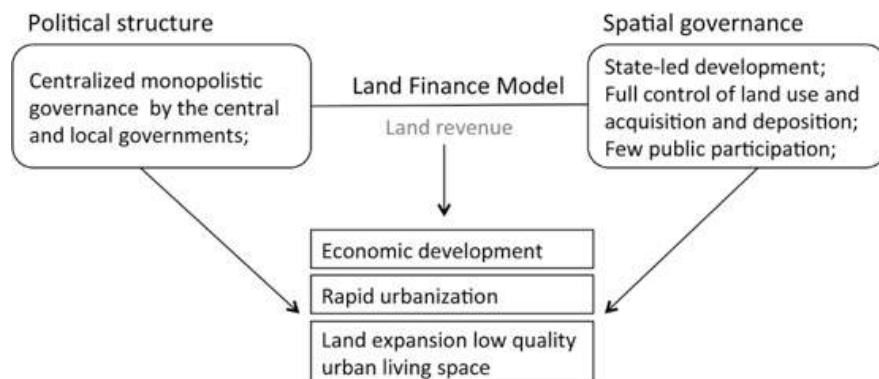 Political structure
Spatial governance
Centralized monopolistic
governance by the central
and local governments;
Land Finance Model
Land revenue
State-led development;
Full control of land use and
acquisition and deposition;
Few public participation;
Economic development
Rapid urbanization
Land expansion low quality
urban living space